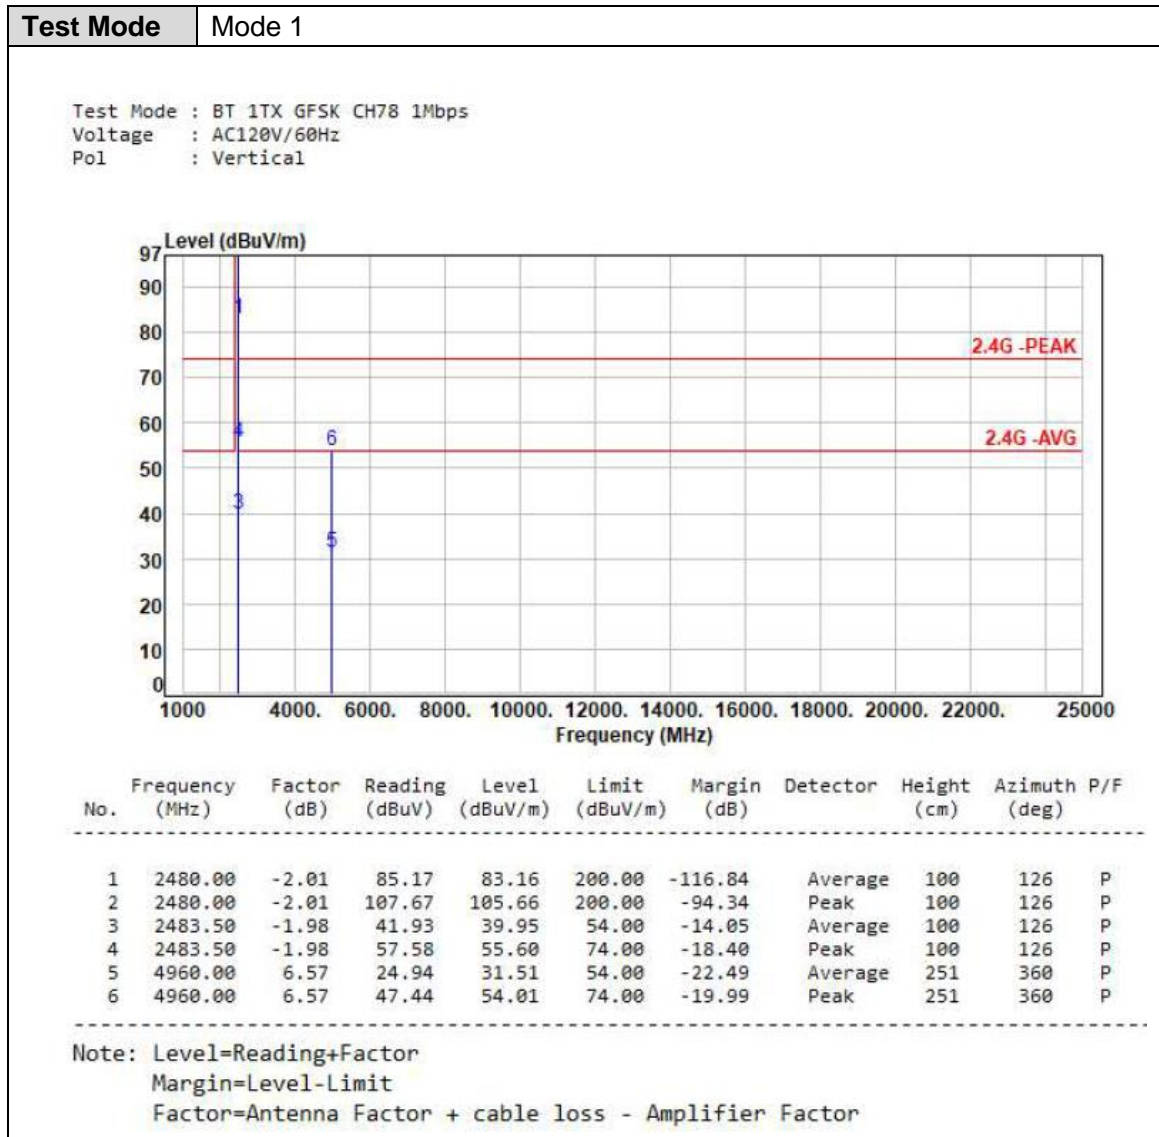 Test Mode Mode 1
Test Mode : BT 1TX GFSK CH78 1Mbps
Voltage : AC120V/60Hz
Pol : Vertical
Level (dBuV/m)
97
90
1
80
2.4G -PEAK
70
60
4
6
2.4G -AVG
50
3
40
5
30
20
10
0
1000 4000. 6000. 8000. 10000. 12000. 14000. 16000. 18000. 20000. 22000. 25000
Frequency (MHz)
Frequency Factor Reading Level Limit Margin Detector Height Azimuth P/F
No. (MHz) (dB) (dBuV) (dBuV/m) (dBuV/m) (dB) (cm) (deg)
1 2480.00 -2.01 85.17 83.16 200.00 -116.84 Average 100 126 P
2 2480.00 -2.01 107.67 105.66 200.00 -94.34 Peak 100 126 P
3 2483.50 -1.98 41.93 39.95 54.00 -14.05 Average 100 126 P
4 2483.50 -1.98 57.58 55.60 74.00 -18.40 Peak 100 126 P
5 4960.00 6.57 24.94 31.51 54.00 -22.49 Average 251 360 P
6 4960.00 6.57 47.44 54.01 74.00 -19.99 Peak 251 360 P
Note: Level=Reading+Factor
Margin=Level-Limit
Factor=Antenna Factor + cable loss - Amplifier Factor